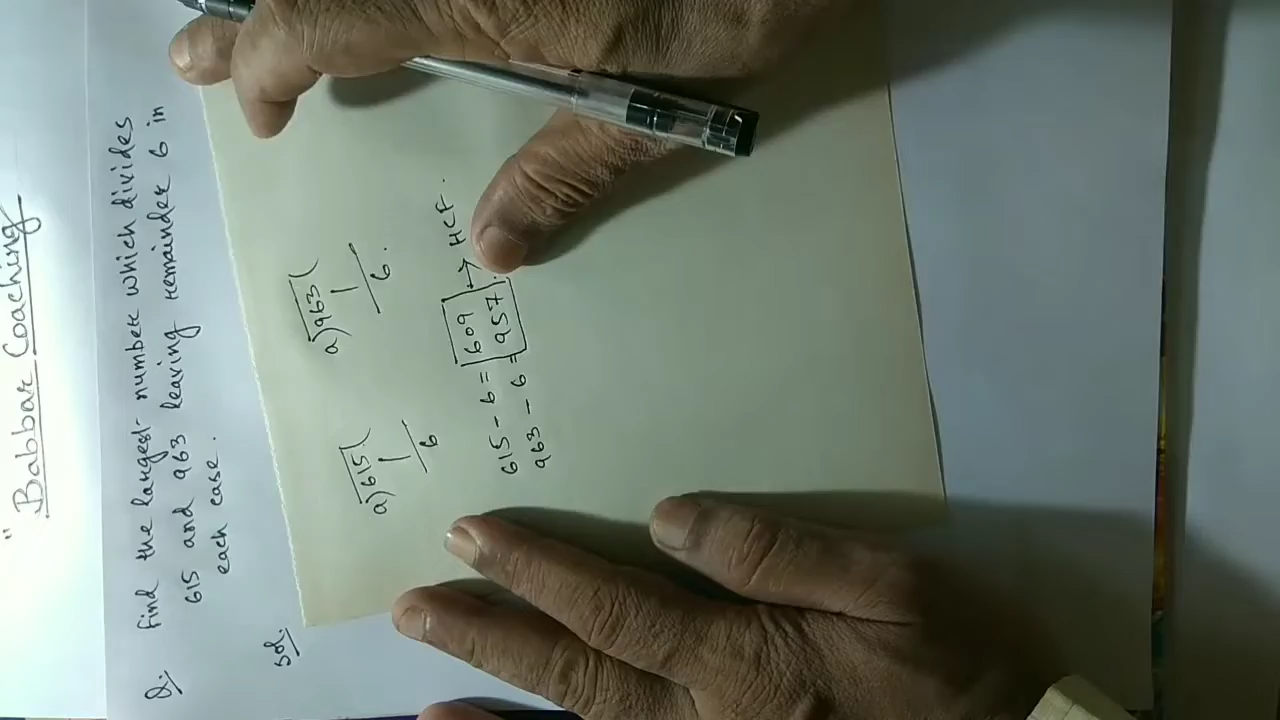 " Babbar Coaching
Q. Find the largest number which divides
615 and 963 leaving remainder 6 in
each case.
Sol.
a)615( a)963(
6 6.
615 - 6 = 609 → HCF.
963 - 6 = 957.